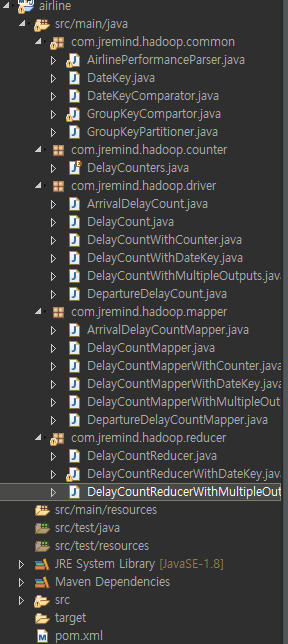 airline
src/main/java
com.jremind.hadoop.common
AirlinePerformanceParser.java
DateKey.java
DateKeyComparator.java
GroupKeyCompartor.java
GroupKeyPartitioner.java
com.jremind.hadoop.counter
DelayCounters.java
com.jremind.hadoop.driver
ArrivalDelayCount.java
DelayCount.java
DelayCountWithCounter.java
DelayCountWithDateKey.java
DelayCountWithMultipleOutputs.java
DepartureDelayCount.java
com.jremind.hadoop.mapper
ArrivalDelayCountMapper.java
DelayCountMapper.java
DelayCountMapperWithCounter.java
DelayCountMapperWithDateKey.java
DelayCountMapperWithMultipleOut
DepartureDelayCountMapper.java
com.jremind.hadoop.reducer
DelayCountReducer.java
DelayCountReducerWithDateKey.java
DelayCountReducerWithMultipleOut
src/main/resources
src/test/java
src/test/resources
JRE System Library [JavaSE-1.8]
Maven Dependencies
src
target
pom.xml